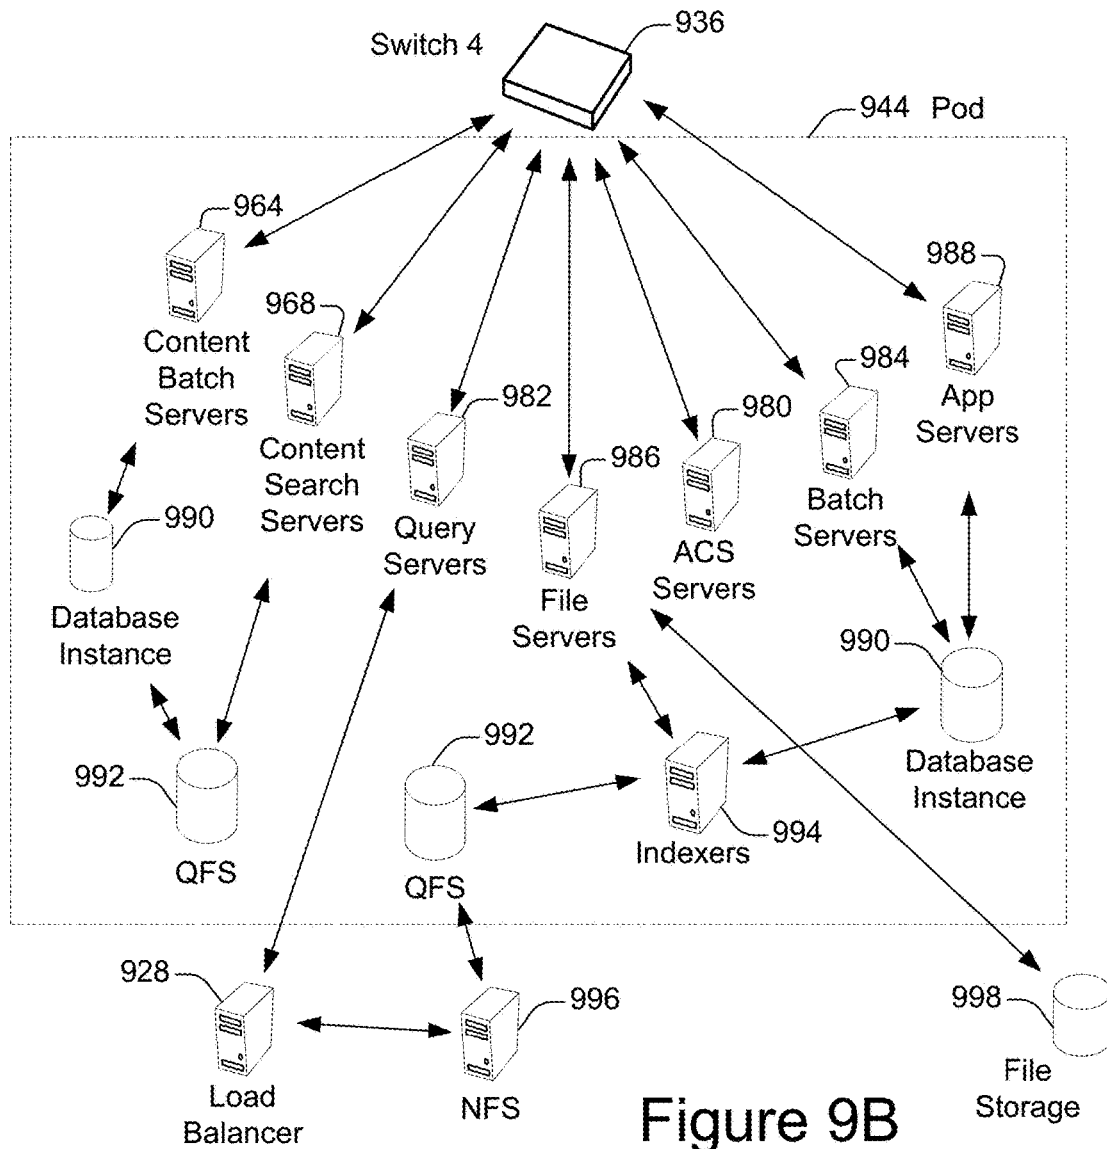 Switch 4
936
944 Pod
964
Content
Batch
Servers
968
Content
Search
Servers
982
Query
Servers
986
File
Servers
980
ACS
Servers
984
Batch
Servers
988
App
Servers
990
Database
Instance
990
Database
Instance
992
QFS
992
QFS
994
Indexers
928
Load
Balancer
996
NFS
998
File
Storage
Figure 9B